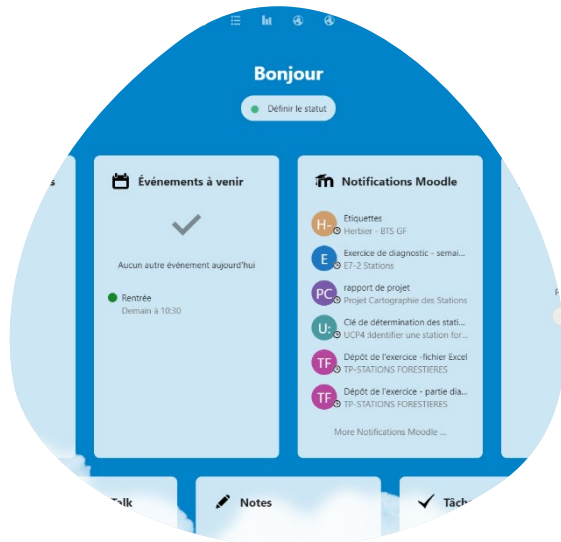 Bonjour
Définir le statut
Événements à venir
Aucun autre évènement aujourd'hui
Rentrée
Demain à 10:30
Notifications Moodle
H-
Etiquettes
Herbier - BTS GF
E
Exercice de diagnostic - semai...
E7-2 Stations
PC
rapport de projet
Projet Cartographie des Stations
U:
Clé de détermination des stati...
UCP4 :Identifier une station for...
TF
Dépôt de l'exercice -fichier Excel
TP-STATIONS FORESTIERES
TF
Dépôt de l'exercice - partie dia...
TP-STATIONS FORESTIERES
More Notifications Moodle ...
Talk
Notes
Tâch